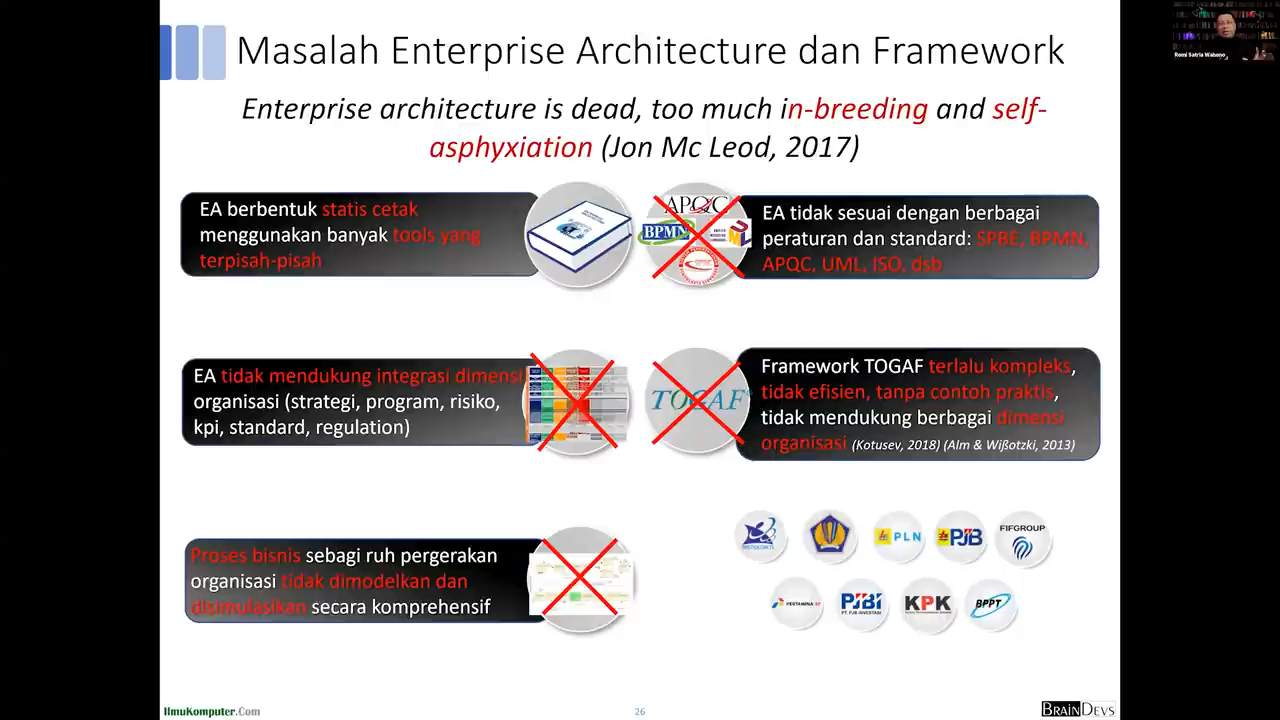 Masalah Enterprise Architecture dan Framework
Enterprise architecture is dead, too much in-breeding and self-
asphyxiation (Jon Mc Leod, 2017)
EA berbentuk statis cetak
menggunakan banyak tools yang
terpisah-pisah
APQC
BPMN
EA tidak sesuai dengan berbagai
peraturan dan standard: SPBE, BPMN,
APQC, UML, ISO, dsb
EA tidak mendukung integrasi dimensi
organisasi (strategi, program, risiko,
kpi, standard, regulation)
TOGAF
Framework TOGAF terlalu kompleks,
tidak efisien, tanpa contoh praktis,
tidak mendukung berbagai dimensi
organisasi (Kotusev, 2018) (Alm & Wißotzki, 2013)
Proses bisnis sebagi ruh pergerakan
organisasi tidak dimodelkan dan
disimulasikan secara komprehensif
PLN
PJB
FIFGROUP
PERTAMINA EP
PJBI
PT. PJB INVESTASI
KPK
BPPT
IlmuKomputer.Com
26
BRAINDEVS
Romi Satria Wahono